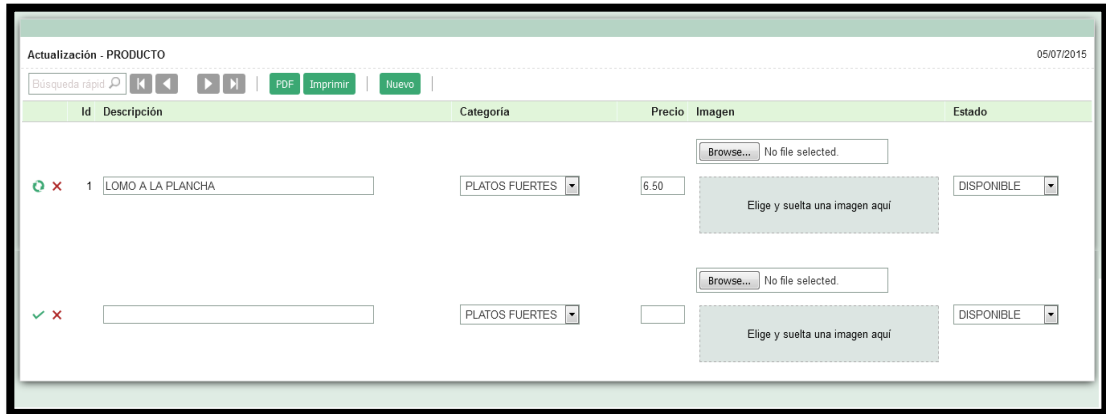 Actualización - PRODUCTO 05/07/2015
Búsqueda rápid PDF Imprimir Nuevo
Id Descripción Categoría Precio Imagen Estado
Browse... No file selected.
1 LOMO A LA PLANCHA PLATOS FUERTES 6.50 DISPONIBLE
Elige y suelta una imagen aquí
Browse... No file selected.
PLATOS FUERTES DISPONIBLE
Elige y suelta una imagen aquí